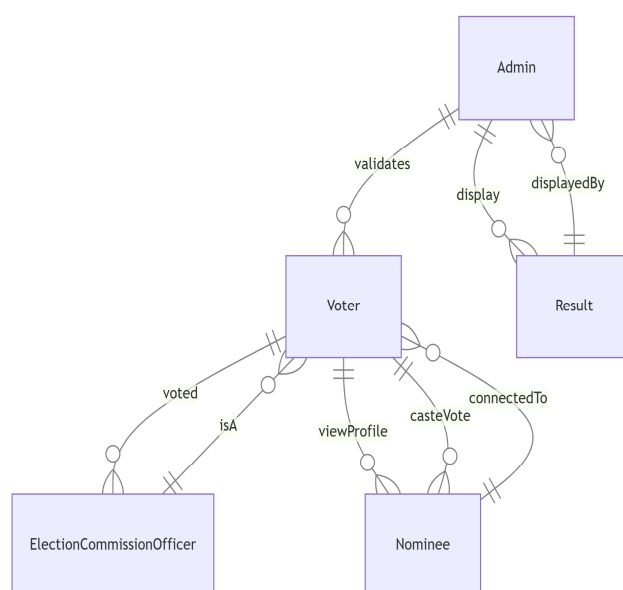 Admin
validates
display
displayedBy
Voter
Result
voted
isA
viewProfile
casteVote
connectedTo
ElectionCommissionOfficer
Nominee